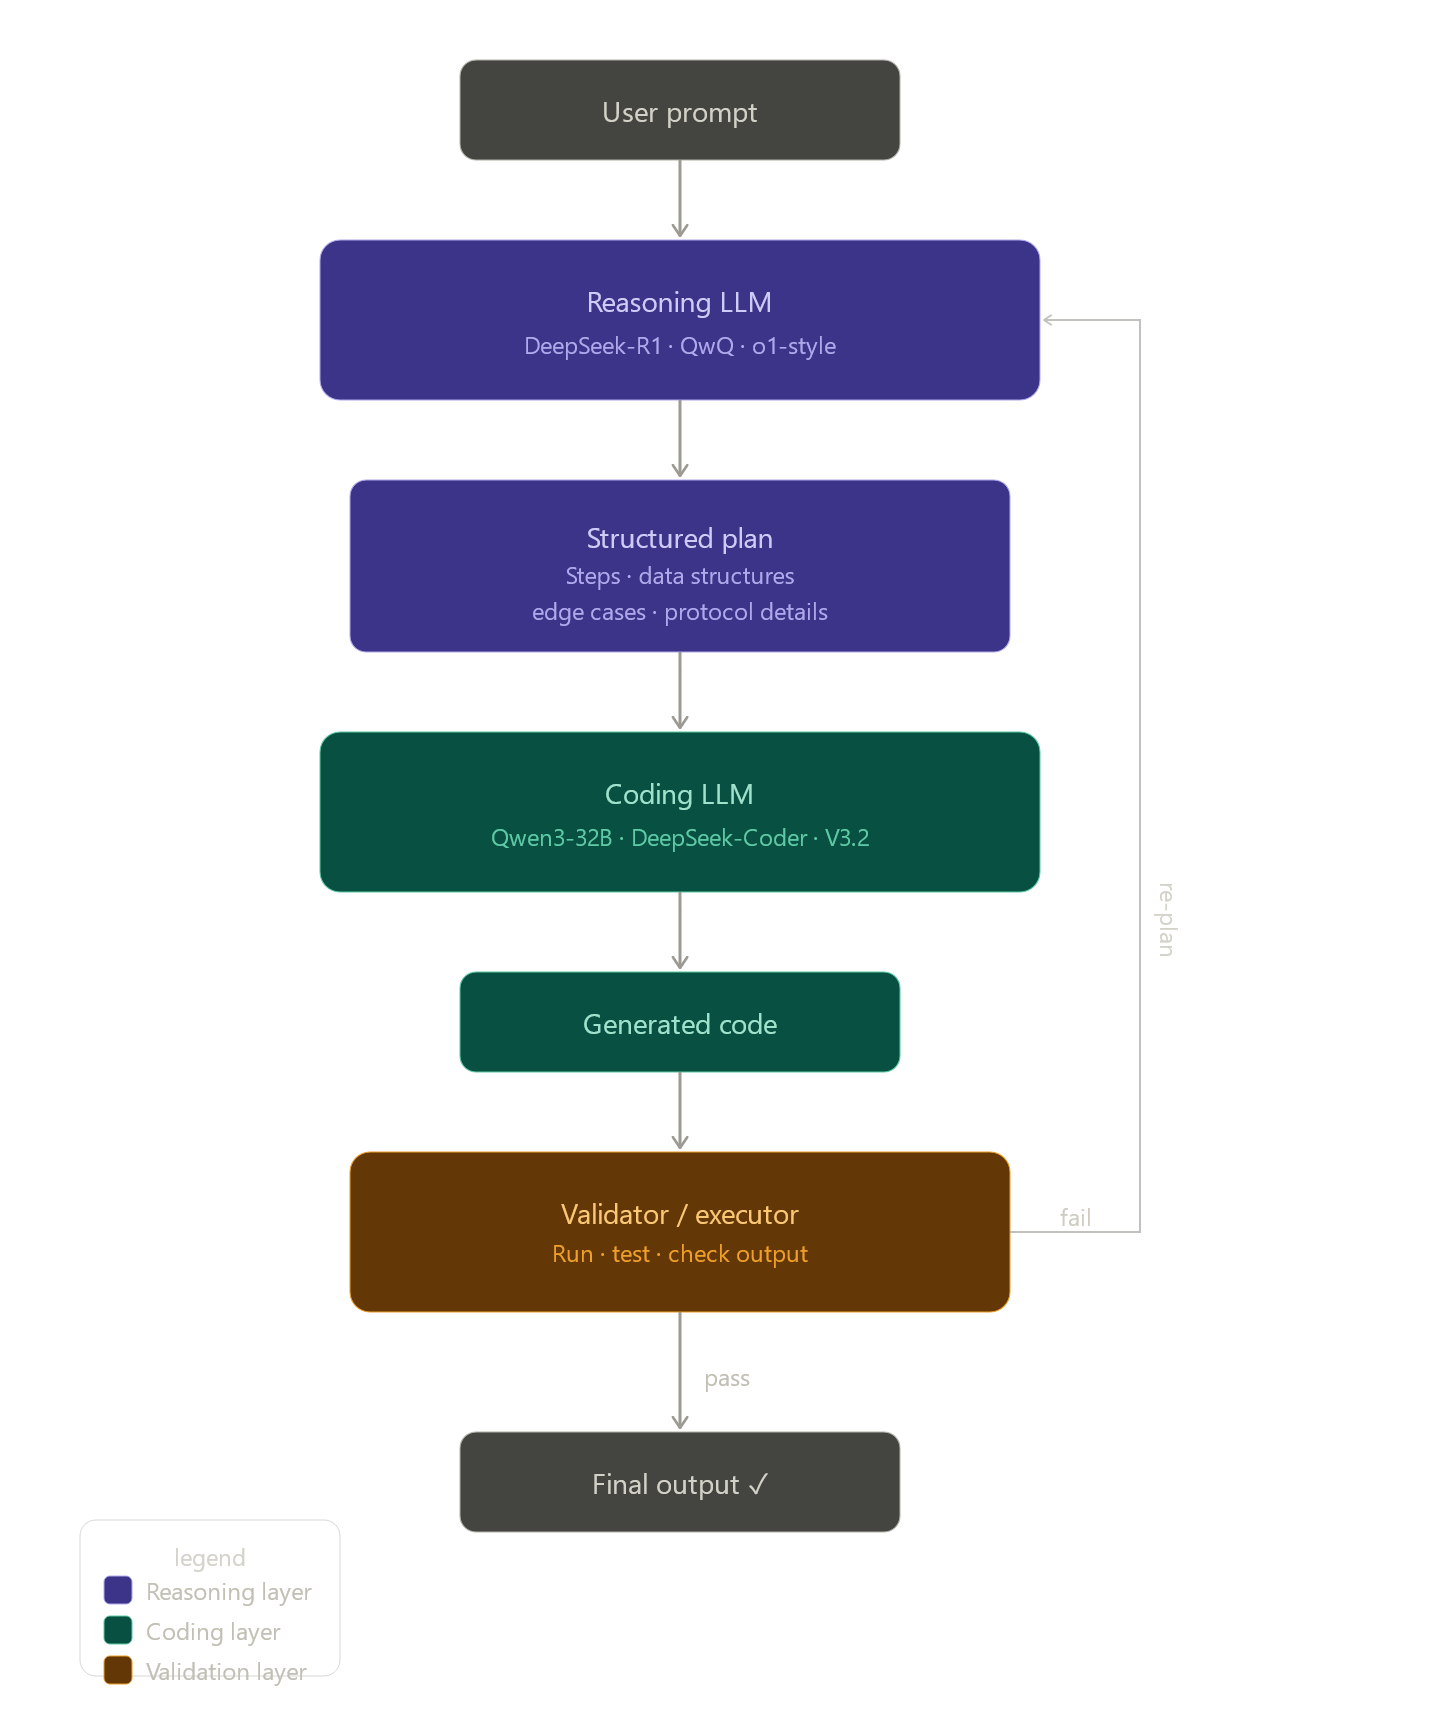 User prompt
Reasoning LLM
DeepSeek-R1 · QwQ · o1-style
Structured plan
Steps · data structures
edge cases · protocol details
Coding LLM
Qwen3-32B · DeepSeek-Coder · V3.2
re-plan
Generated code
Validator / executor
Run · test · check output
fail
pass
Final output ✓
legend
Reasoning layer
Coding layer
Validation layer